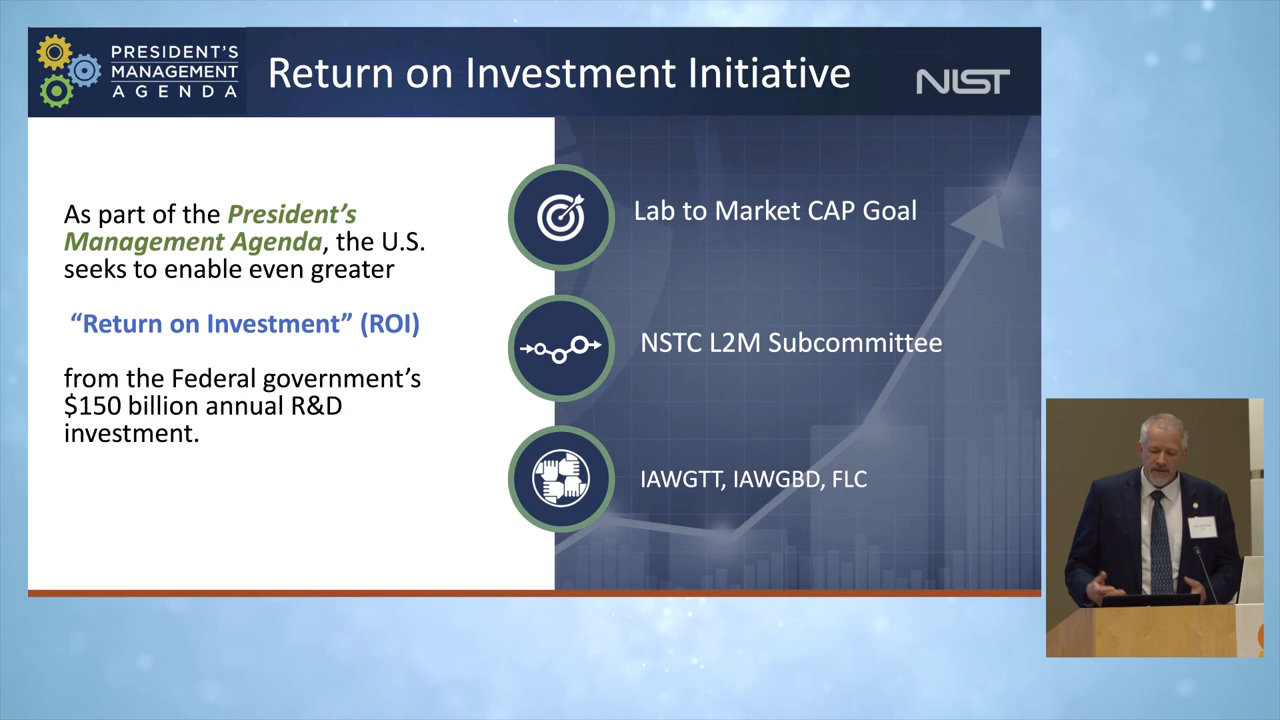 PRESIDENT'S
MANAGEMENT
AGENDA
Return on Investment Initiative
NIST
As part of the President's
Management Agenda, the U.S.
seeks to enable even greater
“Return on Investment” (ROI)
from the Federal government's
$150 billion annual R&D
investment.
Lab to Market CAP Goal
NSTC L2M Subcommittee
IAWGTT, IAWGBD, FLC